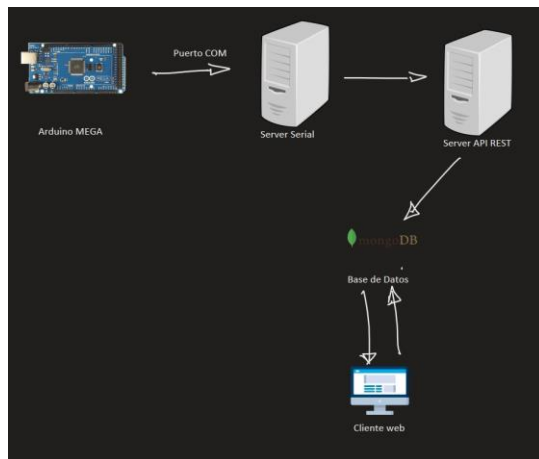 Puerto COM
Arduino MEGA
Server Serial
Server API REST
mongoDB
Base de Datos
Cliente web